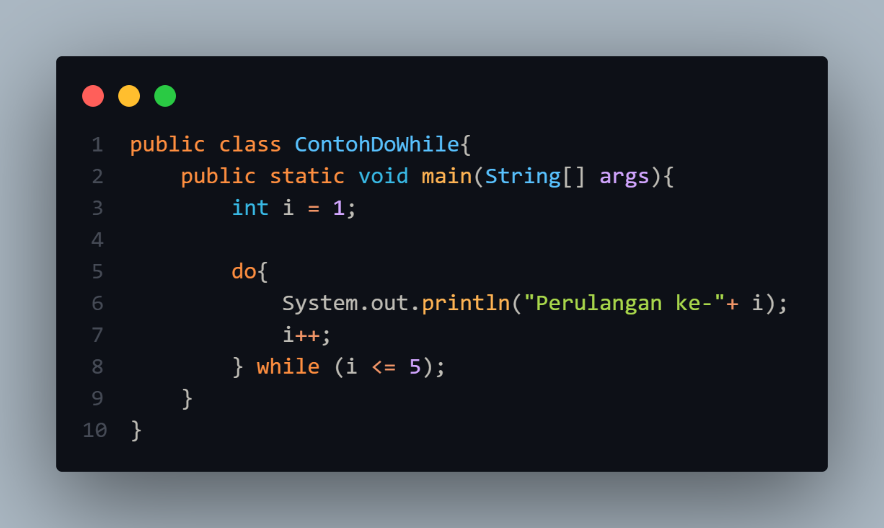 1 public class ContohDoWhile{
2     public static void main(String[] args){
3         int i = 1;
4
5         do{
6             System.out.println("Perulangan ke-"+ i);
7             i++;
8         } while (i <= 5);
9     }
10 }